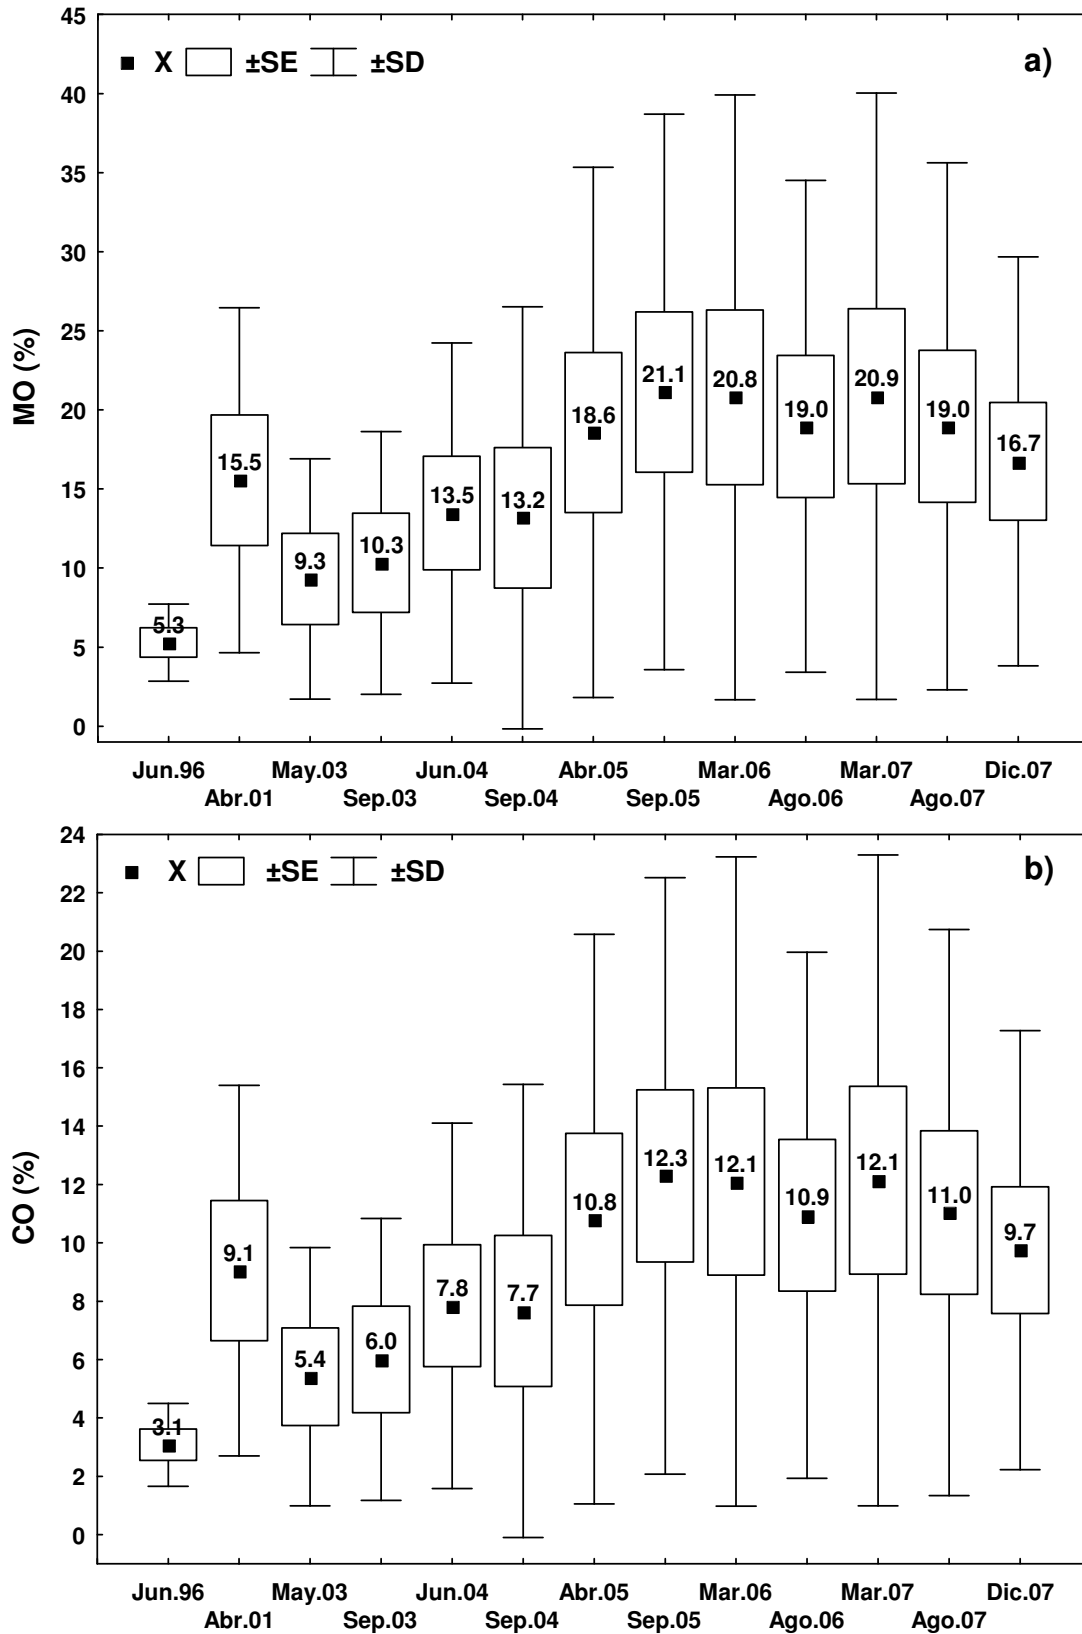 45
X ±SE ±SD a)
40
35
30
25
21.1 20.8 20.9
20
18.6 19.0 19.0
15.5 16.7
15
13.5 13.2
10.3
9.3
10
5.3
5
0
MO (%)
Jun.96 May.03 Jun.04 Abr.05 Mar.06 Mar.07 Dic.07
Abr.01 Sep.03 Sep.04 Sep.05 Ago.06 Ago.07
24
X ±SE ±SD b)
22
20
18
16
14
12.3 12.1 12.1
12
10.8 10.9 11.0
9.1 9.7
10
7.8 7.7
8
6.0
5.4
6
4
3.1
2
0
CO (%)
Jun.96 May.03 Jun.04 Abr.05 Mar.06 Mar.07 Dic.07
Abr.01 Sep.03 Sep.04 Sep.05 Ago.06 Ago.07